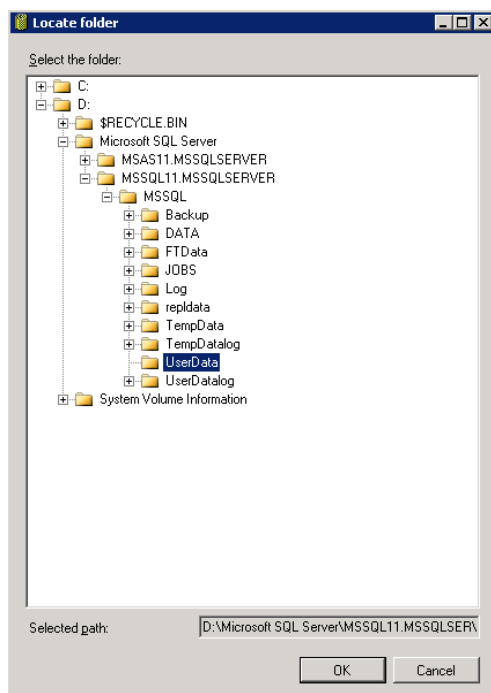 Locate folder
Select the folder:
C:
D:
$RECYCLE.BIN
Microsoft SQL Server
MSAS11.MSSQLSERVER
MSSQL11.MSSQLSERVER
MSSQL
Backup
DATA
FTData
JOBS
Log
repldata
TempData
TempDatalog
UserData
UserDatalog
System Volume Information
Selected path: D:\Microsoft SQL Server\MSSQL11.MSSQLSER\
OK Cancel